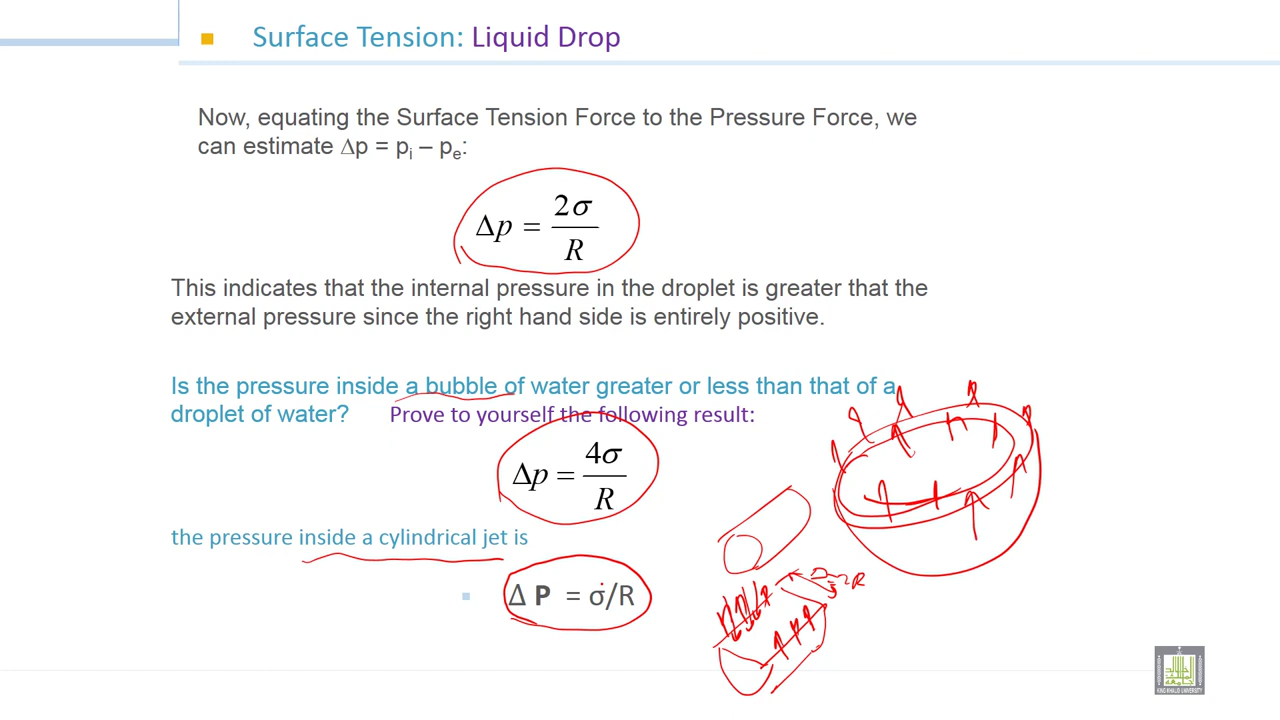 Surface Tension: Liquid Drop
Now, equating the Surface Tension Force to the Pressure Force, we
can estimate Δp = pᵢ – pₑ:
Δp = 2σ/R
This indicates that the internal pressure in the droplet is greater that the
external pressure since the right hand side is entirely positive.
Is the pressure inside a bubble of water greater or less than that of a
droplet of water? Prove to yourself the following result:
Δp = 4σ/R
the pressure inside a cylindrical jet is
Δ P = σ/R
KING KHALID UNIVERSITY